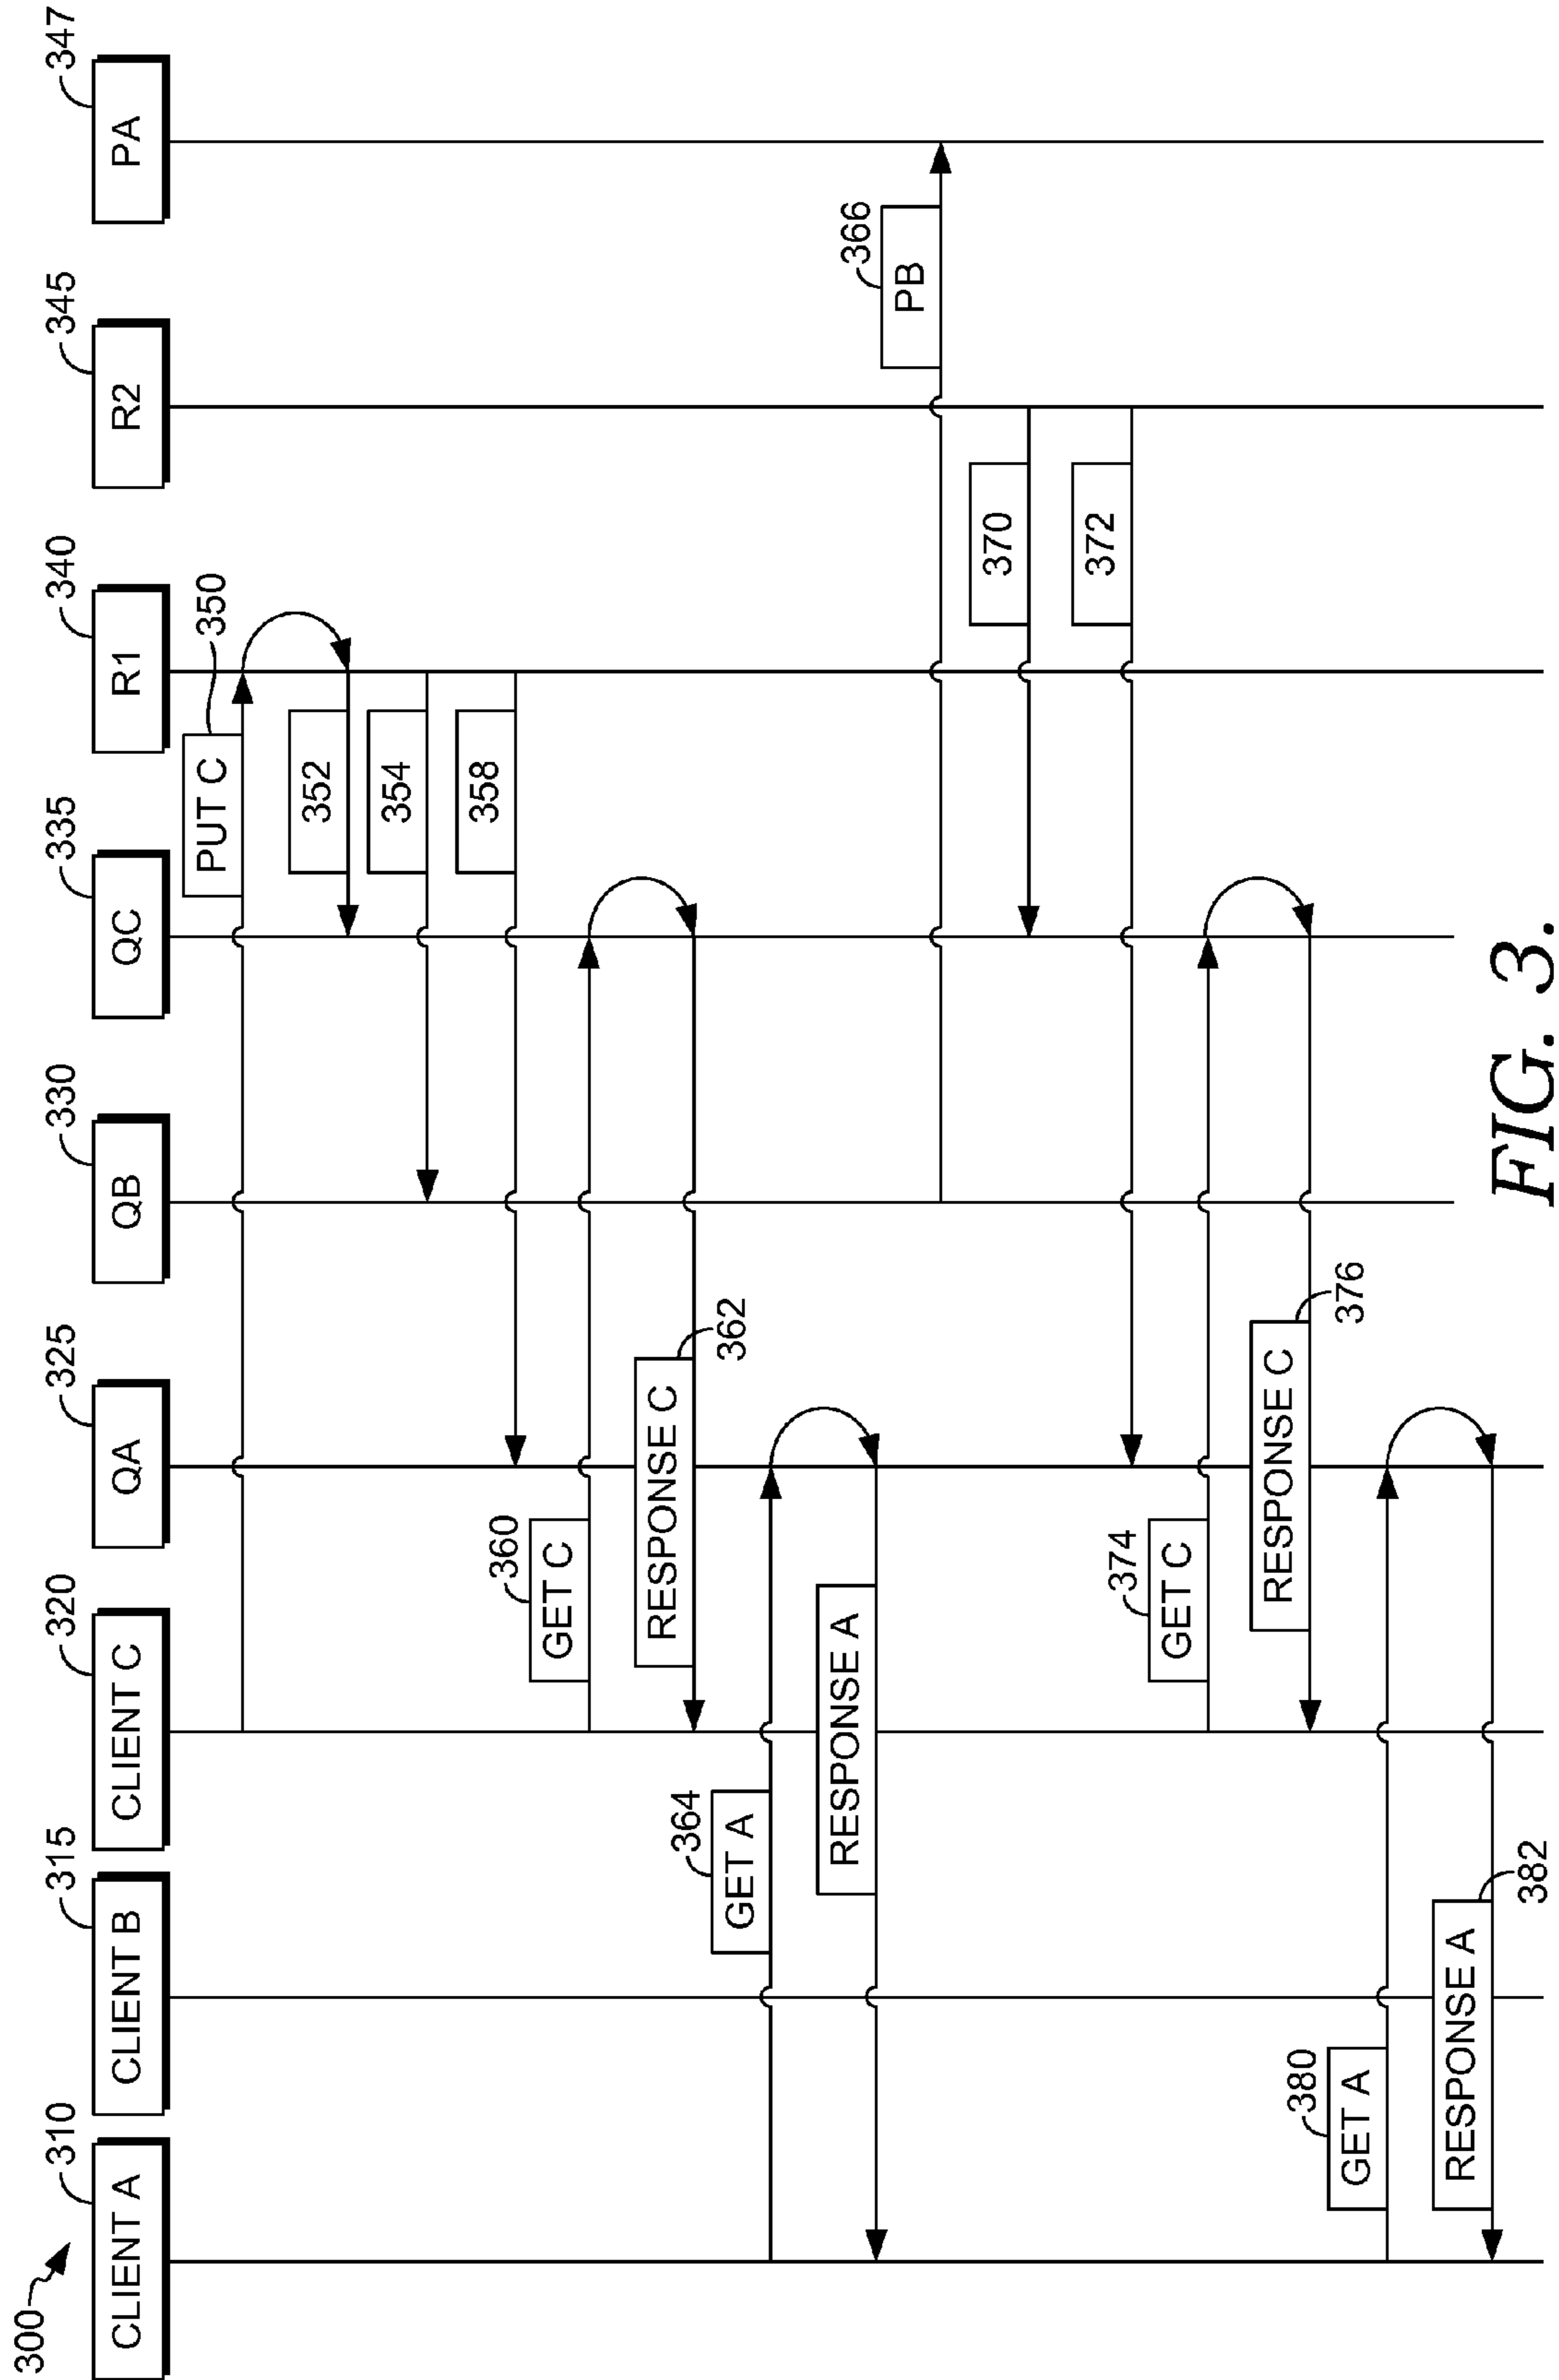 300
310
315
320
325
330
335
340
345
347
CLIENT A
CLIENT B
CLIENT C
QA
QB
QC
R1
R2
PA
PUT C
350
352
354
358
360
GET C
RESPONSE C
362
364
GET A
RESPONSE A
366
PB
370
372
374
GET C
RESPONSE C
376
380
GET A
RESPONSE A
382
FIG. 3.